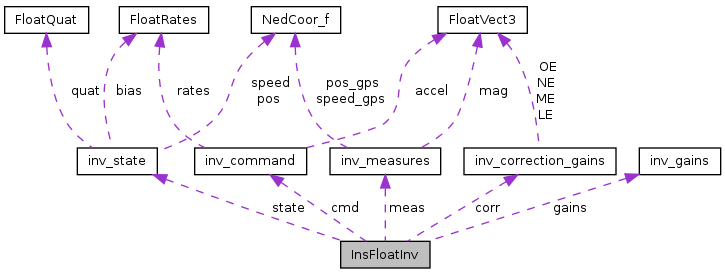 FloatQuat
FloatRates
NedCoor_f
FloatVect3
quat
bias
rates
speed
pos
pos_gps
speed_gps
accel
mag
OE
NE
ME
LE
inv_state
inv_command
inv_measures
inv_correction_gains
inv_gains
state
cmd
meas
corr
gains
InsFloatInv